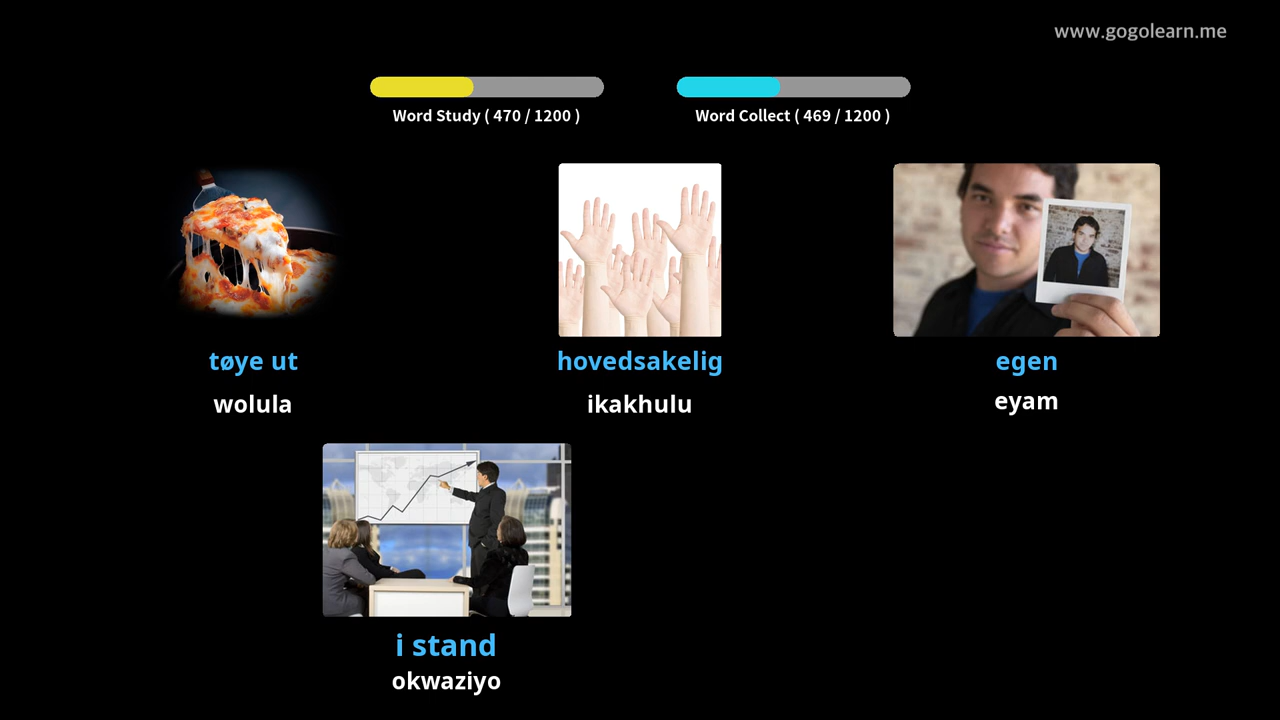 www.gogolearn.me
Word Study ( 470 / 1200 )
Word Collect ( 469 / 1200 )
tøye ut
wolula
hovedsakelig
ikakhulu
egen
eyam
i stand
okwaziyo